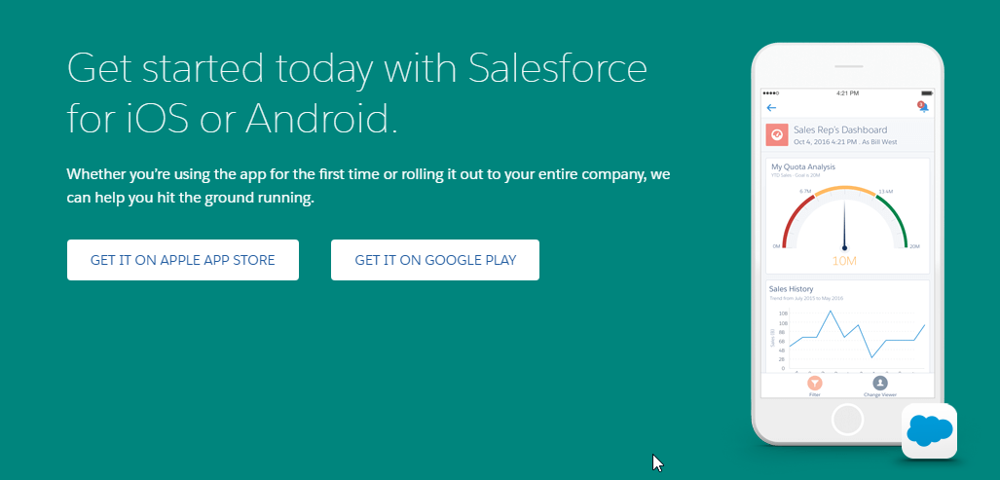 Get started today with Salesforce
for iOS or Android.
Whether you're using the app for the first time or rolling it out to your entire company, we
can help you hit the ground running.
GET IT ON APPLE APP STORE
GET IT ON GOOGLE PLAY
4:21 PM
Sales Rep's Dashboard
Oct 4, 2016 4:21 PM . As Bill West
My Quota Analysis
FTD Sales - Goal is 20M
6.7M
13.4M
0M
20M
10M
Sales History
Trend from July 2015 to May 2016
10B
10B
8B
6B
4B
2B
0
Filter
Change Viewer